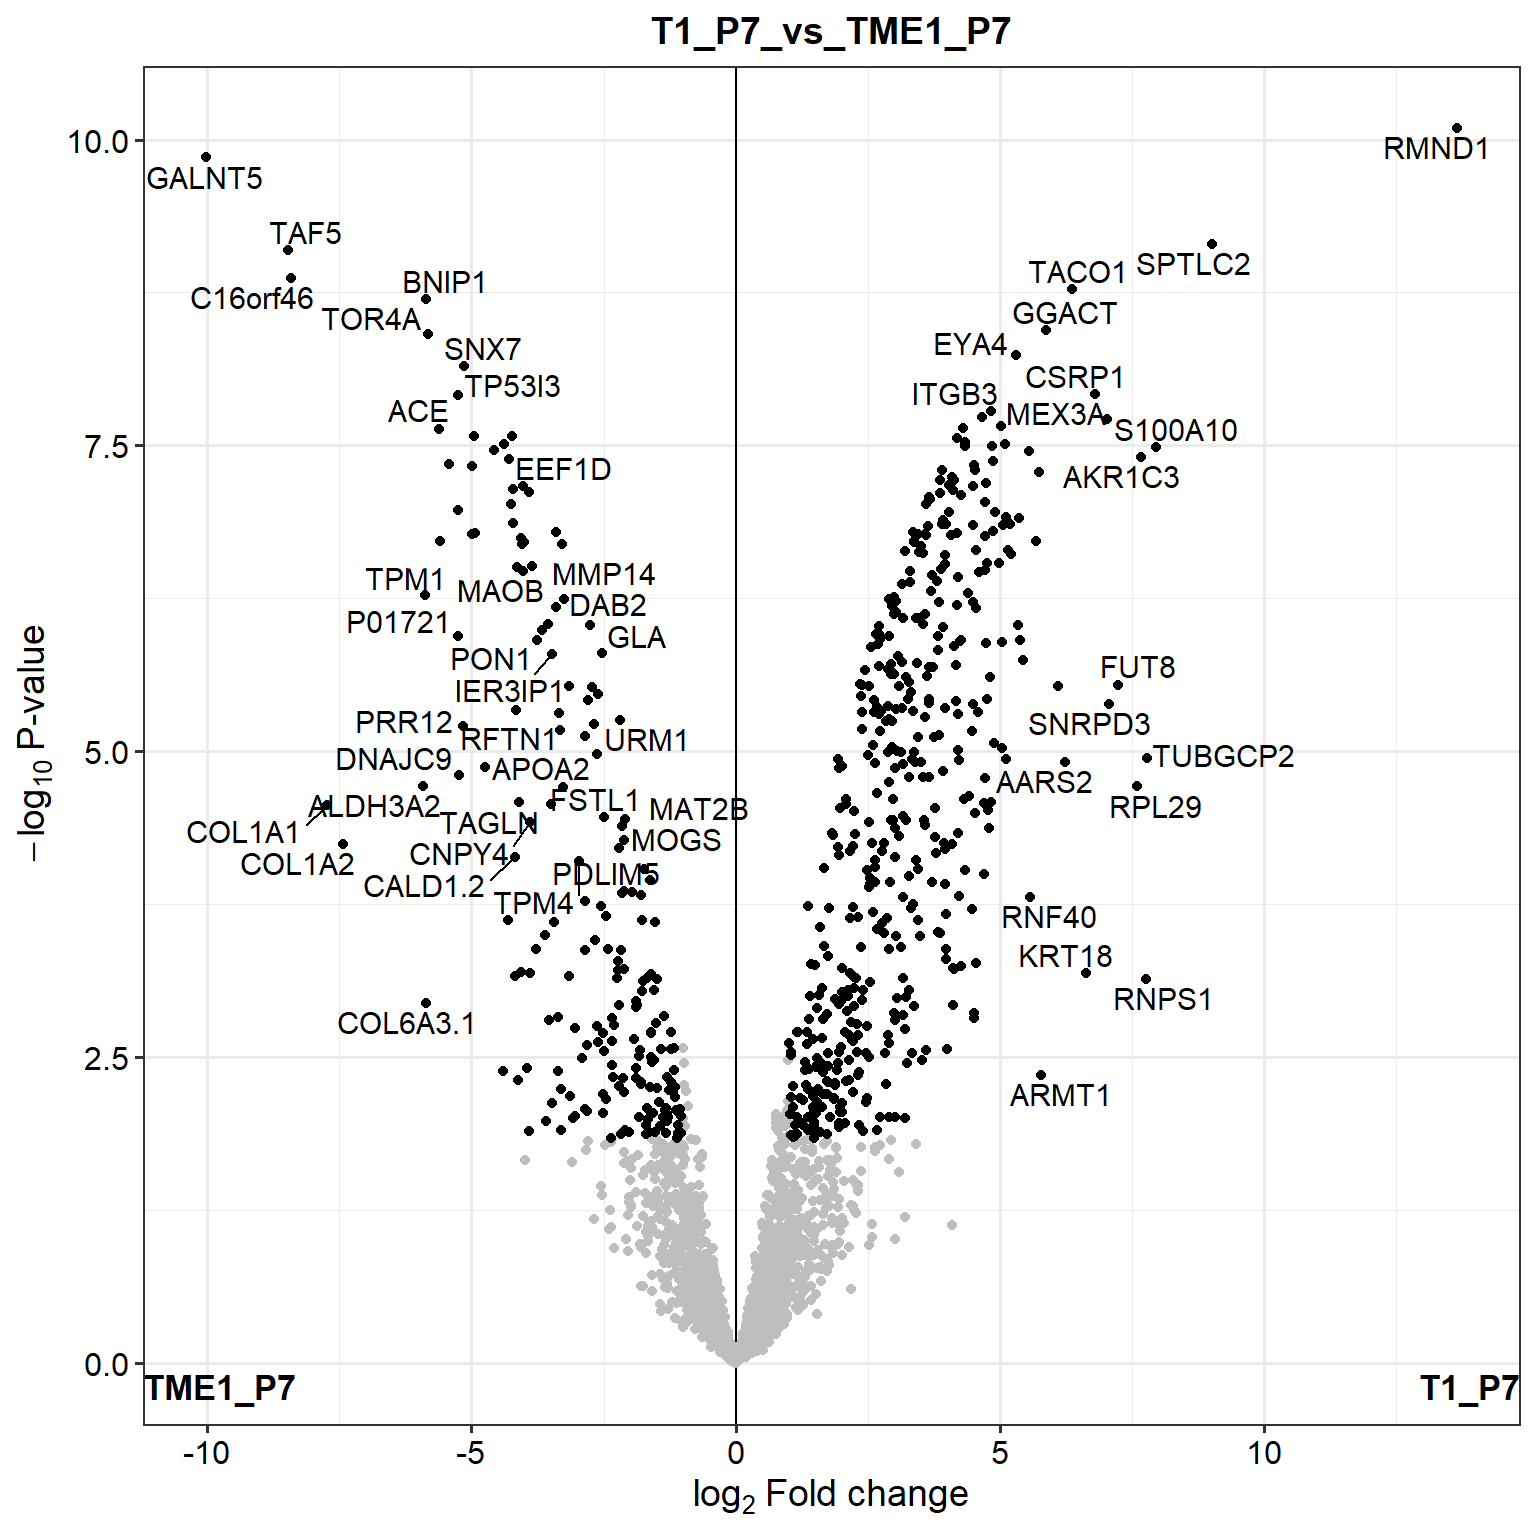 T1_P7_vs_TME1_P7
10.0
RMND1
GALNT5
TAF5
SPTLC2
TACO1
C16orf46
BNIP1
GGACT
TOR4A
EYA4
SNX7
CSRP1
TP53I3
ITGB3
ACE
MEX3A
S100A10
7.5
EEF1D
AKR1C3
MMP14
TPM1
MAOB
DAB2
P01721
GLA
PON1
FUT8
IER3IP1
PRR12
SNRPD3
RFTN1
URM1
5.0
TUBGCP2
DNAJC9
APOA2
AARS2
ALDH3A2
FSTL1
MAT2B
RPL29
TAGLN
COL1A1
MOGS
CNPY4
COL1A2
PDLIM5
CALD1.2
TPM4
RNF40
KRT18
RNPS1
COL6A3.1
2.5
ARMT1
0.0
TME1_P7
T1_P7
-10
-5
0
5
10
log2 Fold change
−log10 P-value